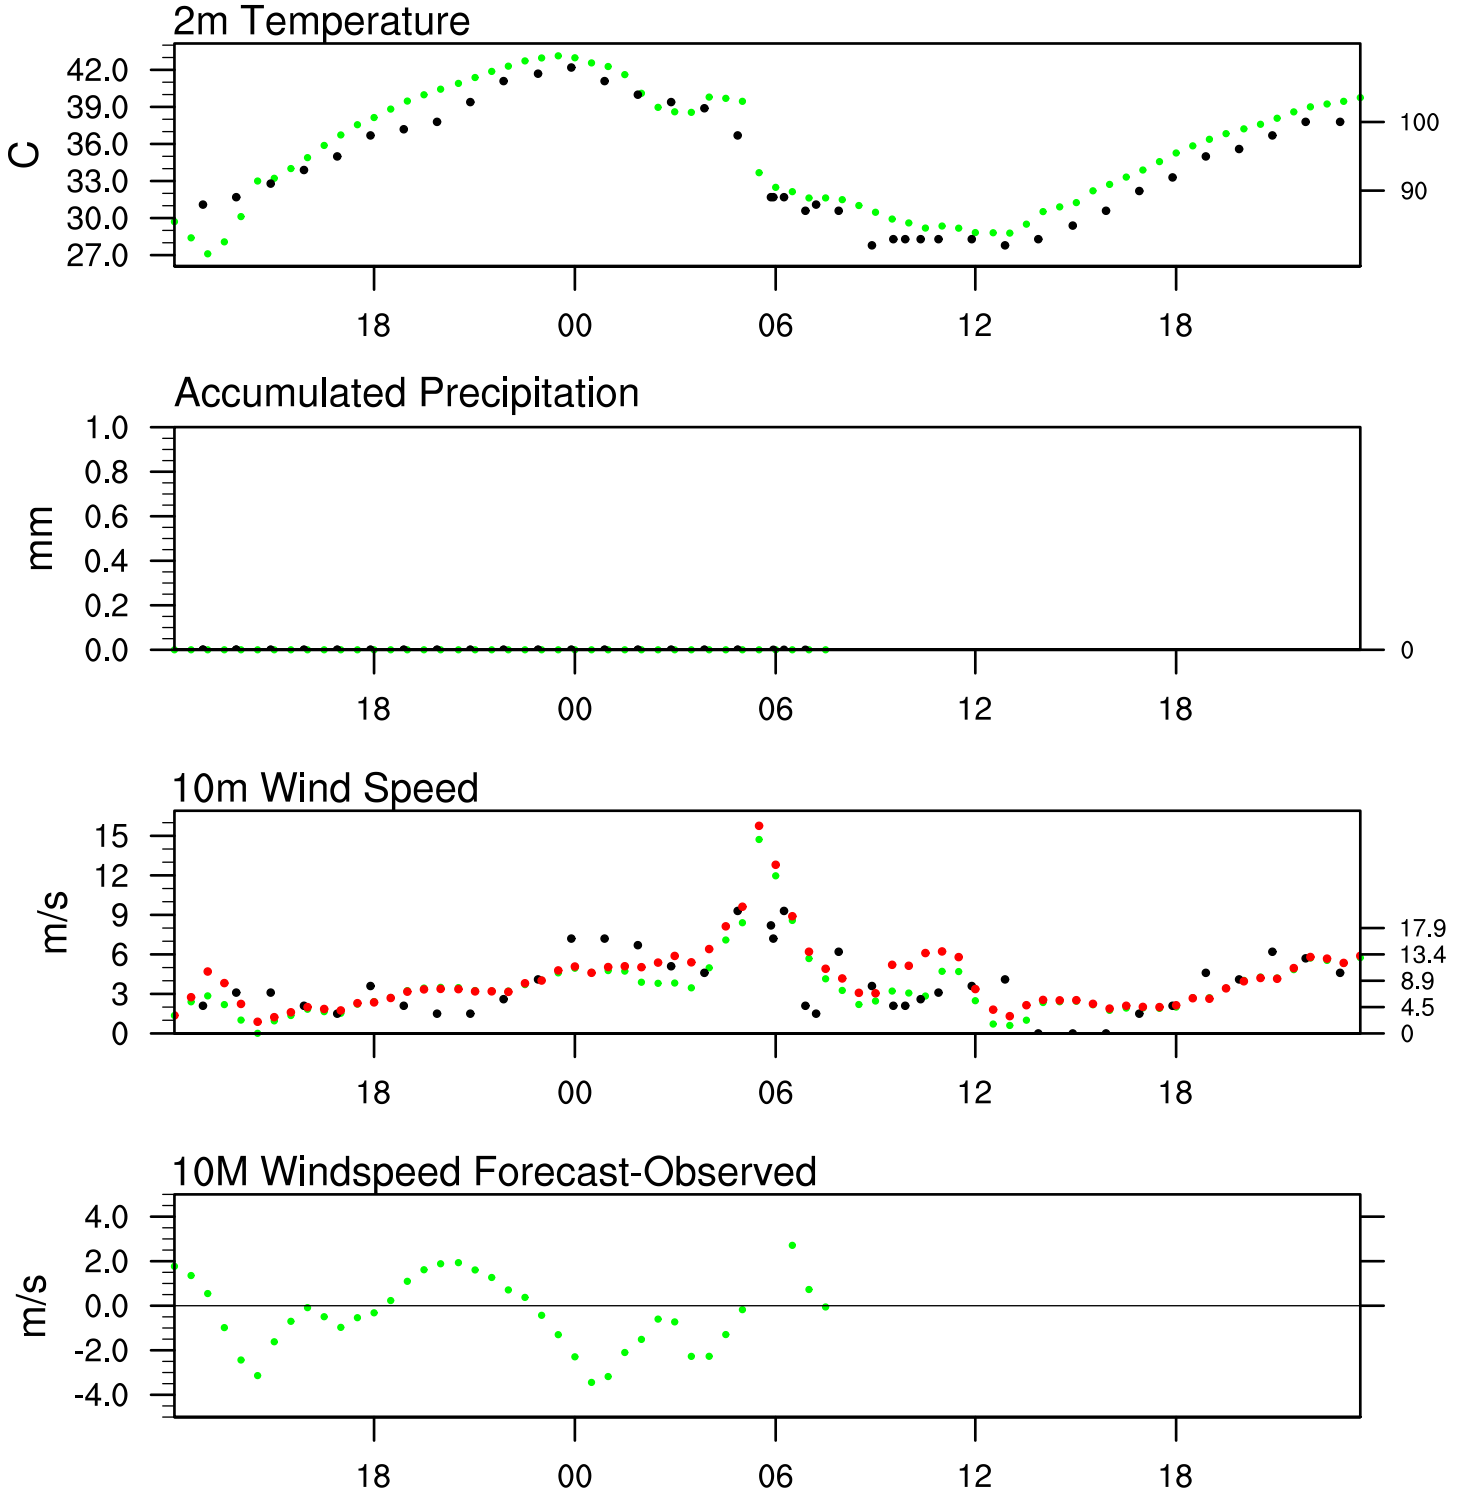 2m Temperature
42.0
39.0
36.0
33.0
30.0
27.0
C
100
90
18 00 06 12 18
Accumulated Precipitation
1.0
0.8
0.6
0.4
0.2
0.0
mm
0
18 00 06 12 18
10m Wind Speed
15
12
9
6
3
0
m/s
17.9
13.4
8.9
4.5
0
18 00 06 12 18
10M Windspeed Forecast-Observed
4.0
2.0
0.0
-2.0
-4.0
m/s
18 00 06 12 18